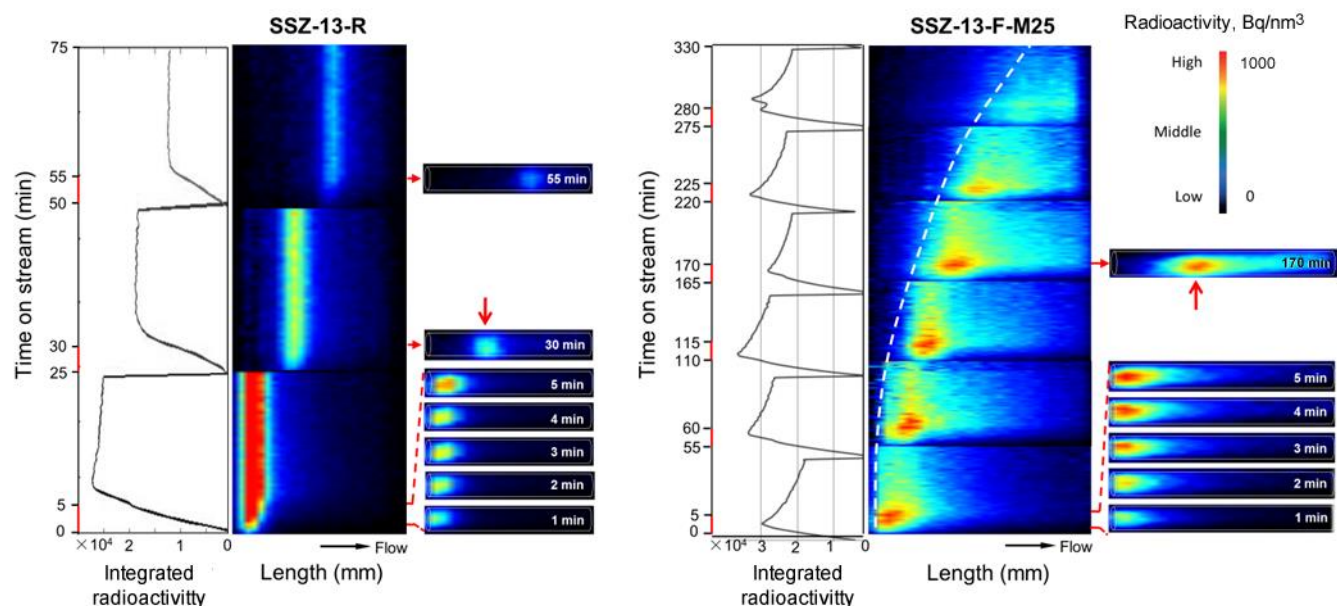 SSZ-13-R
75
55
50
30
25
5
0
Time on stream (min)
×10⁴ 2 1 0
Integrated
radioactivitty
Flow
Length (mm)
55 min
30 min
5 min
4 min
3 min
2 min
1 min
SSZ-13-F-M25
330
280
275
225
220
170
165
115
110
60
55
5
0
Time on stream (min)
×10⁴ 3 2 1 0
Integrated
radioactivity
Flow
Length (mm)
170 min
5 min
4 min
3 min
2 min
1 min
Radioactivity, Bq/nm³
High 1000
Middle
Low 0